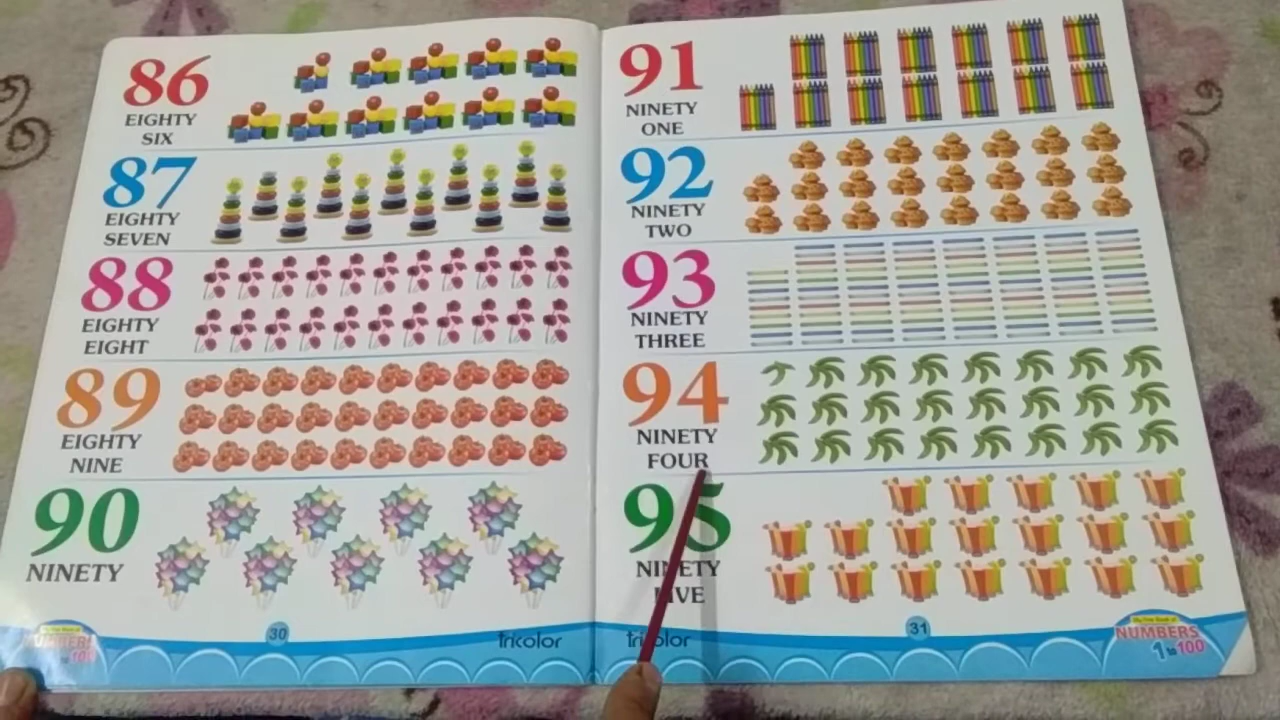 86
EIGHTY
SIX
87
EIGHTY
SEVEN
88
EIGHTY
EIGHT
89
EIGHTY
NINE
90
NINETY
30
tricolor
91
NINETY
ONE
92
NINETY
TWO
93
NINETY
THREE
94
NINETY
FOUR
95
NINETY
FIVE
tricolor
31
NUMBERS
1 to 100